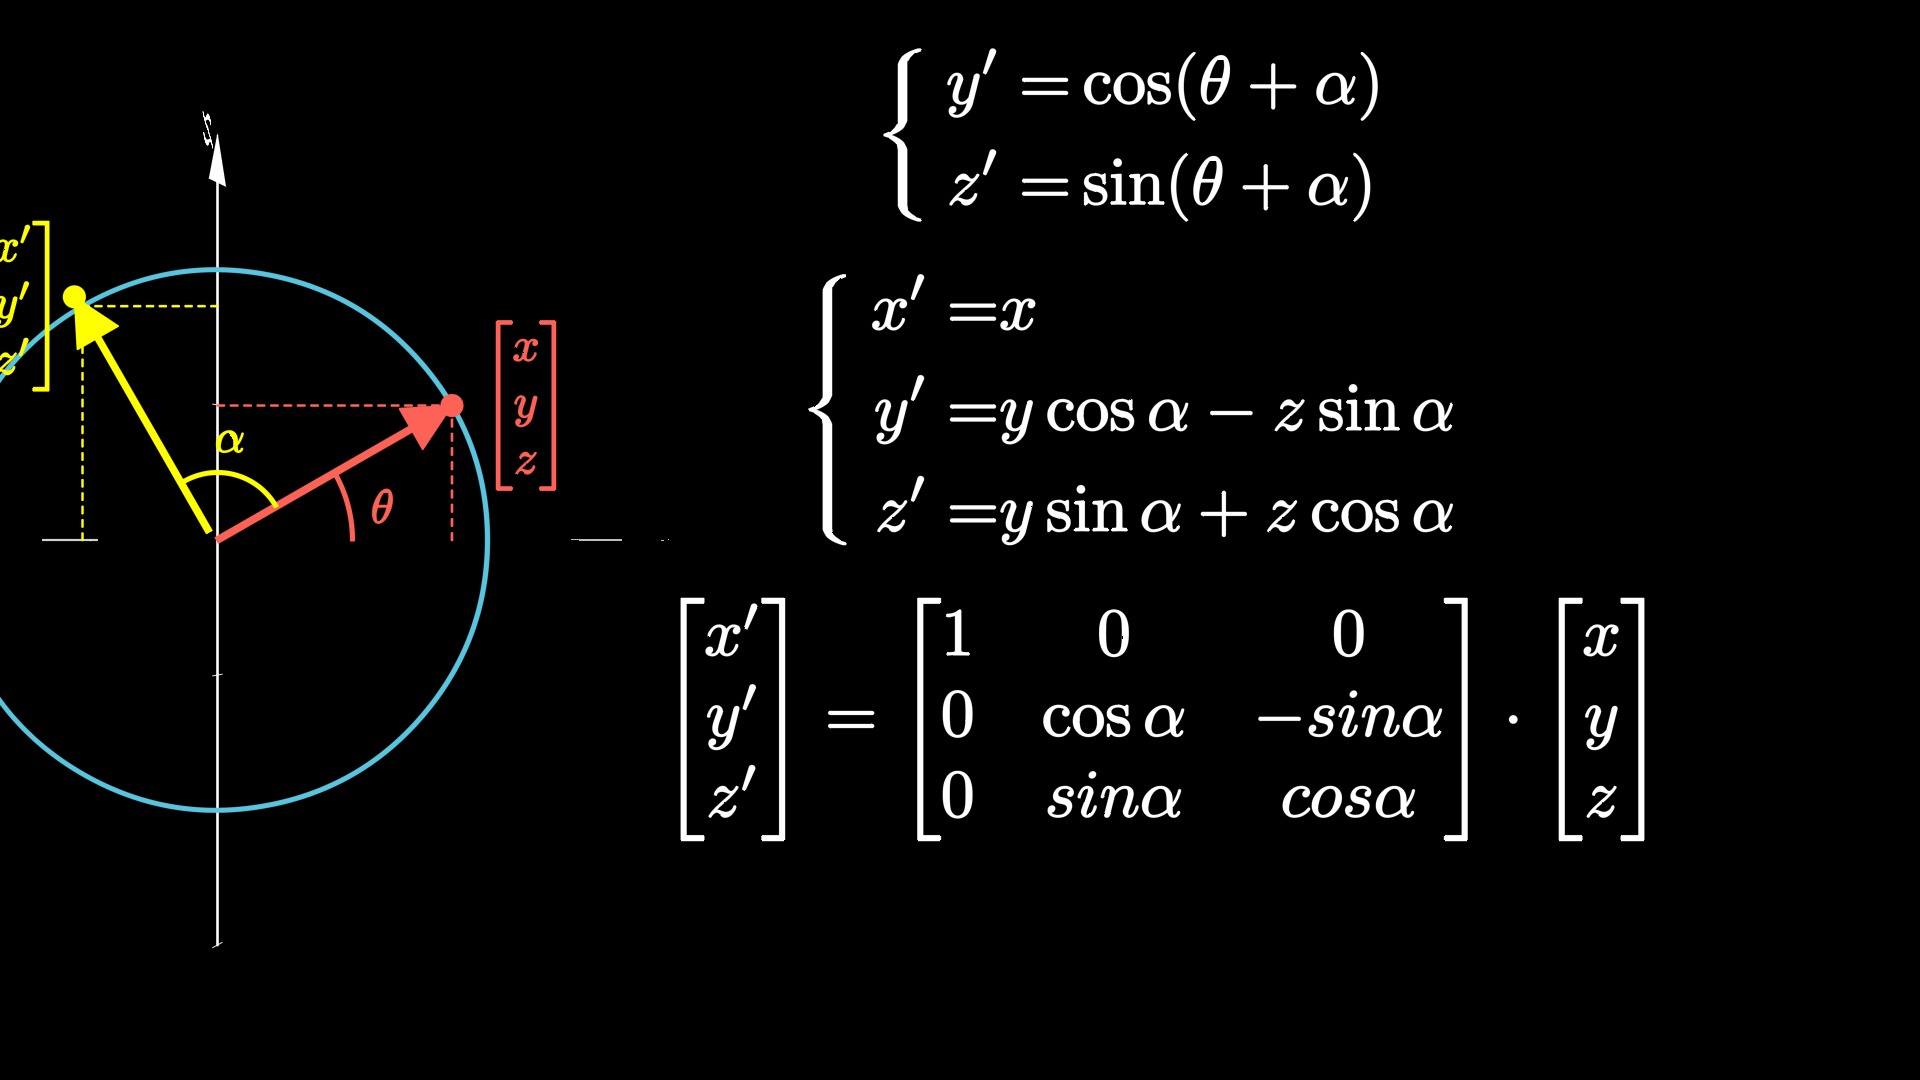 y′ = cos(θ + α)
z′ = sin(θ + α)
x′ = x
y′ = y cos α − z sin α
z′ = y sin α + z cos α
[x′ y′ z′] = [1 0 0
0 cos α −sinα
0 sinα cosα] · [x y z]
x′
y′
z′
α
θ
x
y
z